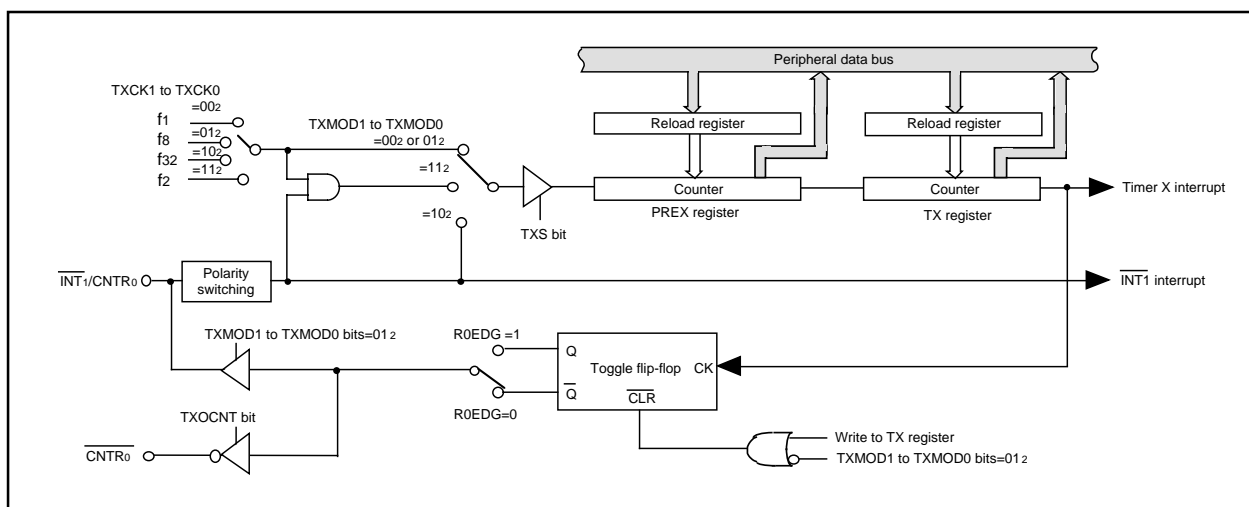 Peripheral data bus
TXCK1 to TXCK0
=002
f1
=012
f8
=102
f32
=112
f2
TXMOD1 to TXMOD0
=002 or 012
=112
=102
TXS bit
Reload register
Counter
PREX register
Reload register
Counter
TX register
Timer X interrupt
INT1/CNTR0
Polarity
switching
INT1 interrupt
TXMOD1 to TXMOD0 bits=012
R0EDG =1
Q
Toggle flip-flop
CK
Q
CLR
R0EDG=0
TXOCNT bit
CNTR0
Write to TX register
TXMOD1 to TXMOD0 bits=012